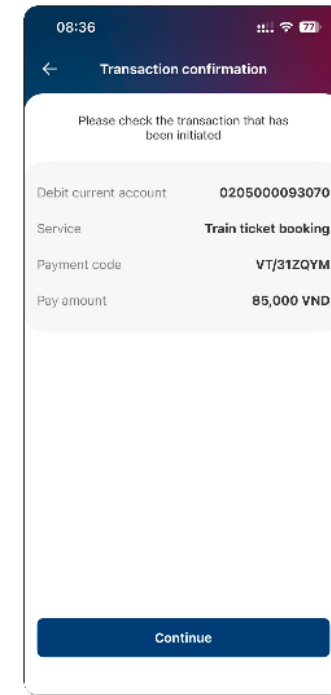 08:36
77
Transaction confirmation
Please check the transaction that has
been initiated
Debit current account 0205000093070
Service Train ticket booking
Payment code VT/31ZQYM
Pay amount 85,000 VND
Continue